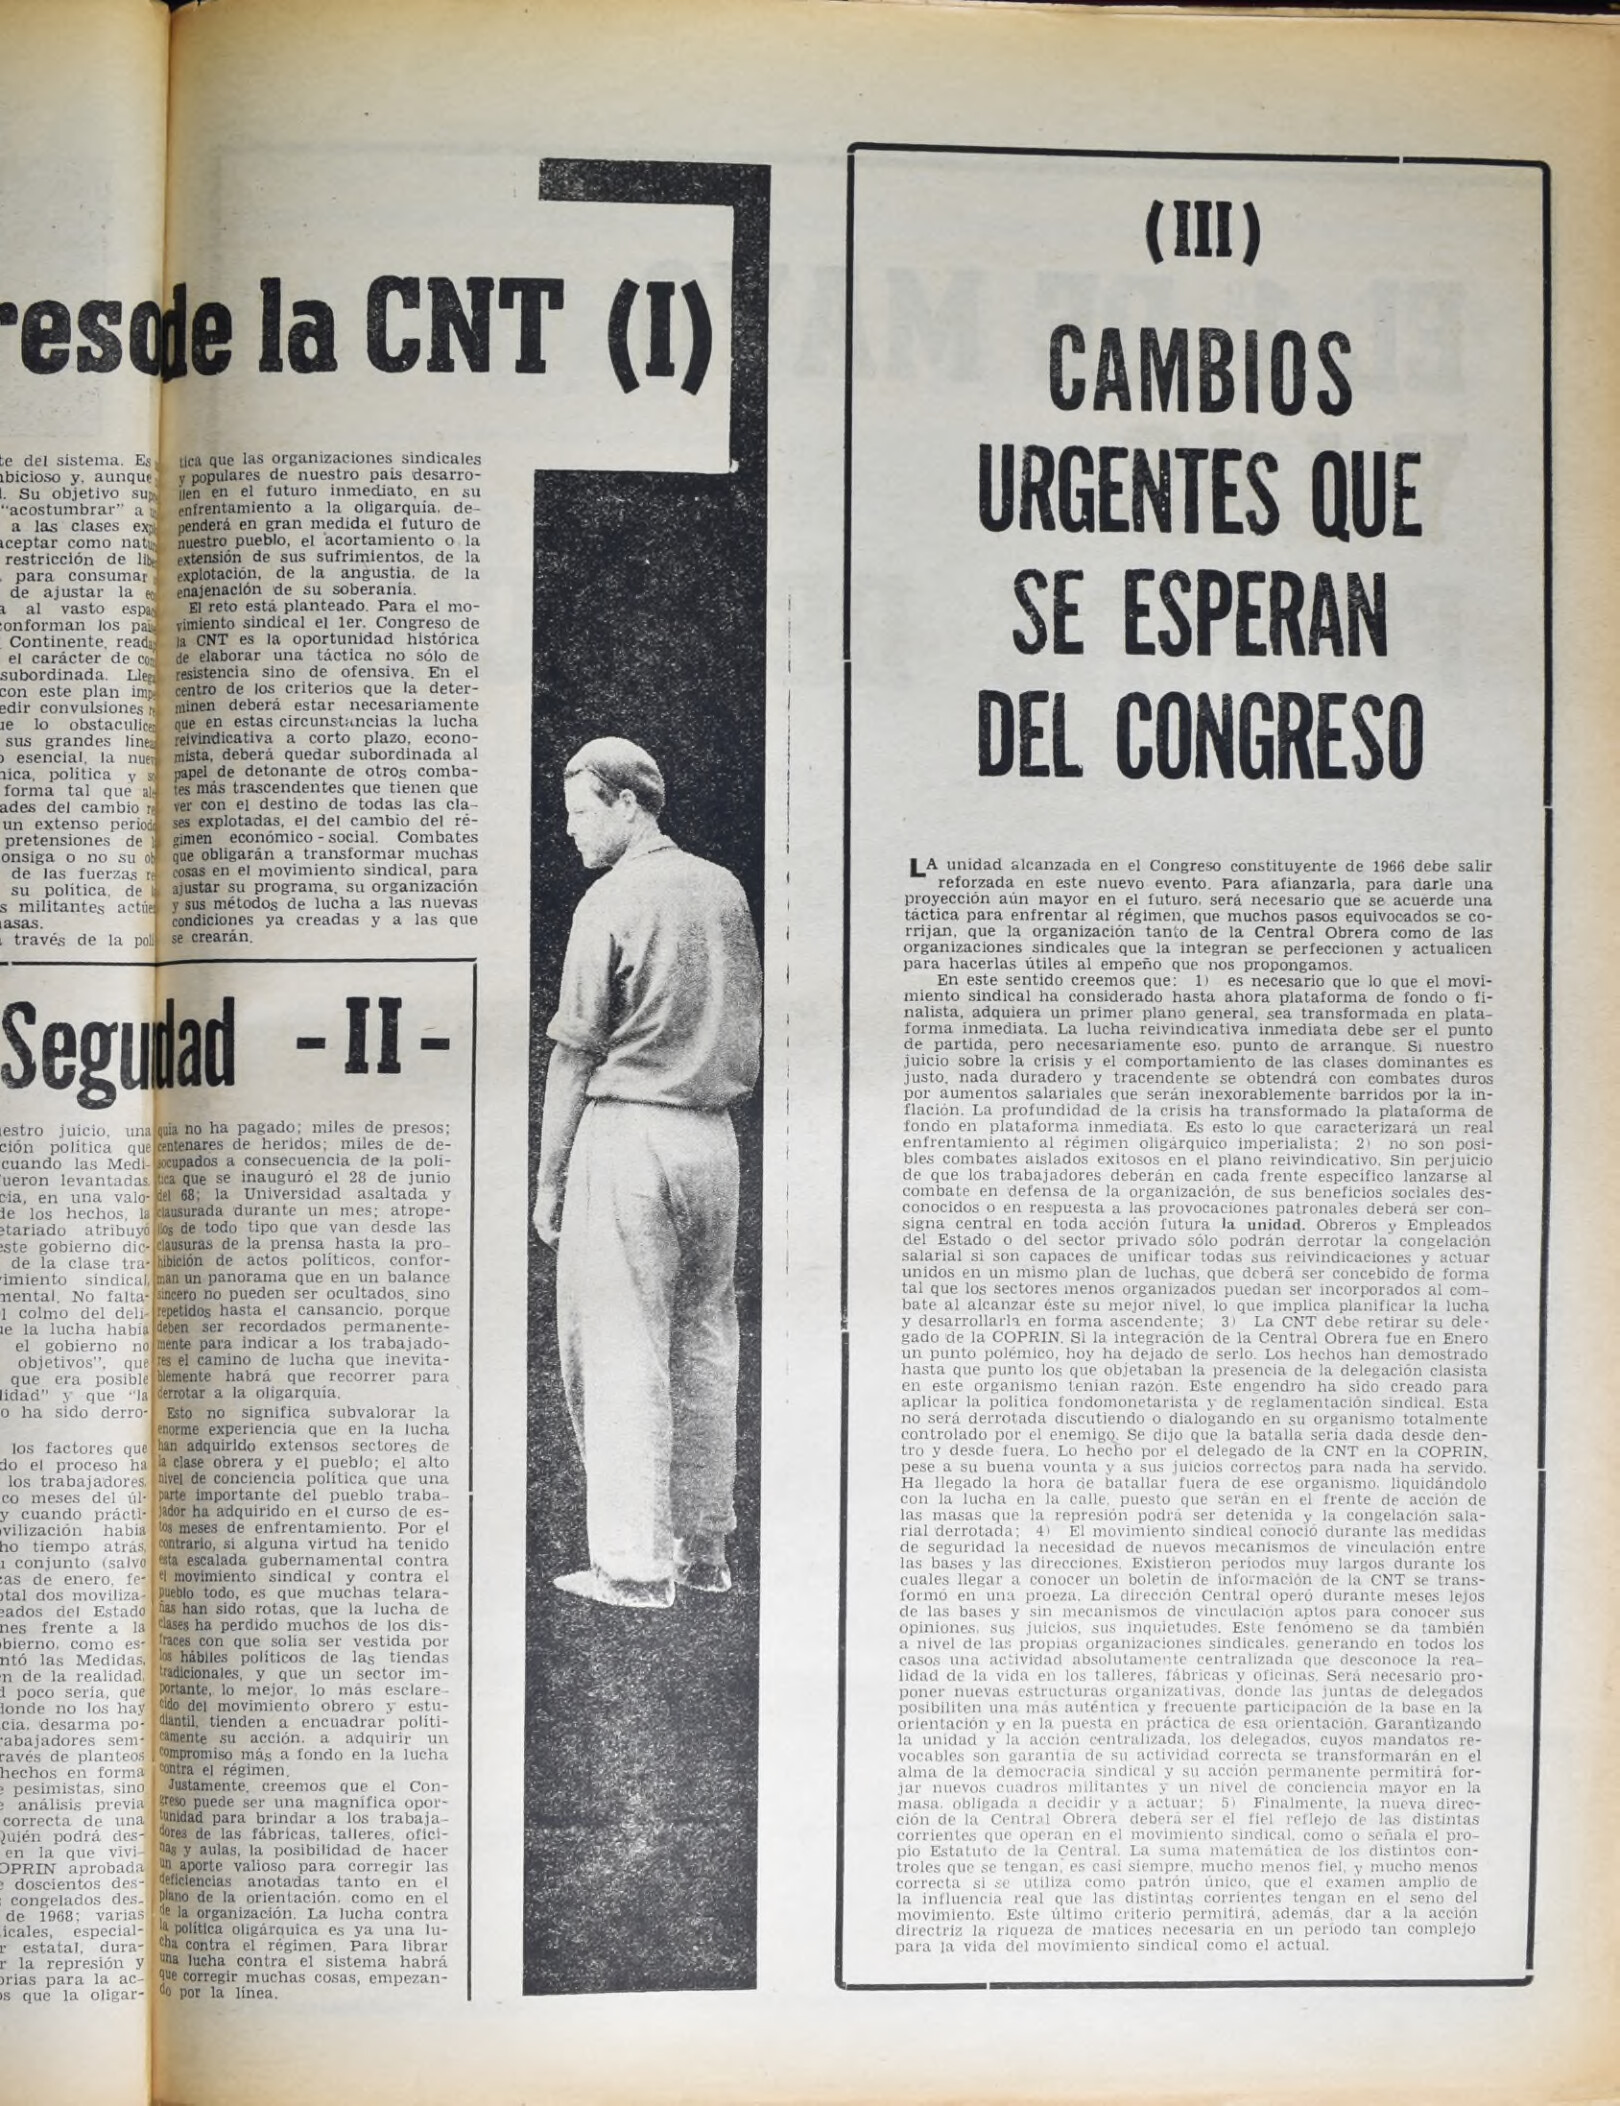 de la CNT (I)
te del sistema. Es
bicioso y, aunque
l. Su objetivo
"acostumbrar" a
a las clases
aceptar como
restricción de
para consumar
de ajustar la
a al vasto
conforman los
Continente,
el carácter de
subordinada.
con este plan
edir convulsiones
ue lo
sus grandes
o esencial, la
nica, política y
forma tal que
ades del cambio
un extenso
pretensiones de
onsiga o no su
de las fuerzas
su política, de
s militantes
asas.
a través de la
tica que las organizaciones sindicales
y populares de nuestro país desarro-
llen en el futuro inmediato, en su
enfrentamiento a la oligarquía, de-
penderá en gran medida el futuro de
nuestro pueblo, el acortamiento o la
extensión de sus sufrimientos, de la
explotación, de la angustia, de la
enajenación de su soberanía.
El reto está planteado. Para el mo-
vimiento sindical el 1er. Congreso de
la CNT es la oportunidad histórica
de elaborar una táctica no sólo de
resistencia sino de ofensiva. En el
centro de los criterios que la deter-
minen deberá estar necesariamente
que en estas circunstancias la lucha
reivindicativa a corto plazo, econo-
mista, deberá quedar subordinada al
papel de detonante de otros comba-
tes más trascendentes que tienen que
ver con el destino de todas las cla-
ses explotadas, el del cambio del ré-
gimen económico - social. Combates
que obligarán a transformar muchas
cosas en el movimiento sindical, para
ajustar su programa, su organización
y sus métodos de lucha a las nuevas
condiciones ya creadas y a las que
se crearán.
- II -
uestro juicio, una
ción política que
cuando las Medi-
fueron levantadas.
cia, en una valo-
de los hechos, la
etariado atribuyó
este gobierno dic-
de la clase tra-
vimiento sindical,
mental. No falta-
l colmo del deli-
ue la lucha había
el gobierno no
objetivos", que
que era posible
lidad" y que "la
o ha sido derro-
los factores que
do el proceso ha
los trabajadores.
co meses del úl-
y cuando prácti-
vilización había
ho tiempo atrás,
u conjunto (salvo
cas de enero, fe-
otal dos moviliza-
eados del Estado
nes frente a la
obierno, como es-
ntó las Medidas,
en de la realidad,
d poco seria, que
donde no los hay
cia, desarma po-
rabajadores sem-
ravés de planteos
hechos en forma
e pesimistas, sino
e análisis previa
correcta de una
Quién podrá des-
en la que vivi-
OPRIN aprobada
e doscientos des-
congelados des-
de 1968; varias
icales, especial-
r estatal, dura-
r la represión y
orias para la ac-
os que la oligar-
quía no ha pagado; miles de presos;
centenares de heridos; miles de de-
socupados a consecuencia de la polí-
tica que se inauguró el 28 de junio
del 68; la Universidad asaltada y
clausurada durante un mes; atrope-
llos de todo tipo que van desde las
clausuras de la prensa hasta la pro-
hibición de actos políticos, confor-
man un panorama que en un balance
sincero no pueden ser ocultados, sino
repetidos hasta el cansancio, porque
deben ser recordados permanente-
mente para indicar a los trabajado-
res el camino de lucha que inevita-
blemente habrá que recorrer para
derrotar a la oligarquía.
Esto no significa subvalorar la
enorme experiencia que en la lucha
han adquirido extensos sectores de
la clase obrera y el pueblo; el alto
nivel de conciencia política que una
parte importante del pueblo traba-
jador ha adquirido en el curso de es-
tos meses de enfrentamiento. Por el
contrario, si alguna virtud ha tenido
esta escalada gubernamental contra
el movimiento sindical y contra el
pueblo todo, es que muchas telara-
ñas han sido rotas, que la lucha de
clases ha perdido muchos de los dis-
fraces con que solía ser vestida por
los hábiles políticos de las tiendas
tradicionales, y que un sector im-
portante, lo mejor, lo más esclare-
cido del movimiento obrero y estu-
diantil, tienden a encuadrar políti-
camente su acción, a adquirir un
compromiso más a fondo en la lucha
contra el régimen.
Justamente, creemos que el Con-
greso puede ser una magnífica opor-
tunidad para brindar a los trabaja-
dores de las fábricas, talleres, ofici-
nas y aulas, la posibilidad de hacer
un aporte valioso para corregir las
deficiencias anotadas tanto en el
plano de la orientación, como en el
de la organización. La lucha contra
la política oligárquica es ya una lu-
cha contra el régimen. Para librar
una lucha contra el sistema habrá
que corregir muchas cosas, empezan-
do por la línea.
(III)
CAMBIOS
URGENTES QUE
SE ESPERAN
DEL CONGRESO
LA unidad alcanzada en el Congreso constituyente de 1966 debe salir
reforzada en este nuevo evento. Para afianzarla, para darle una
proyección aún mayor en el futuro, será necesario que se acuerde una
táctica para enfrentar al régimen, que muchos pasos equivocados se co-
rrijan, que la organización tanto de la Central Obrera como de las
organizaciones sindicales que la integran se perfeccionen y actualicen
para hacerlas útiles al empeño que nos propongamos.
En este sentido creemos que: 1) es necesario que lo que el movi-
miento sindical ha considerado hasta ahora plataforma de fondo o fi-
nalista, adquiera un primer plano general, sea transformada en plata-
forma inmediata. La lucha reivindicativa inmediata debe ser el punto
de partida, pero necesariamente eso, punto de arranque. Si nuestro
juicio sobre la crisis y el comportamiento de las clases dominantes es
justo, nada duradero y tracendente se obtendrá con combates duros
por aumentos salariales que serán inexorablemente barridos por la in-
flación. La profundidad de la crisis ha transformado la plataforma de
fondo en plataforma inmediata. Es esto lo que caracterizará un real
enfrentamiento al régimen oligárquico imperialista; 2) no son posi-
bles combates aislados exitosos en el plano reivindicativo. Sin perjuicio
de que los trabajadores deberán en cada frente específico lanzarse al
combate en defensa de la organización, de sus beneficios sociales des-
conocidos o en respuesta a las provocaciones patronales deberá ser con-
signa central en toda acción futura la unidad. Obreros y Empleados
del Estado o del sector privado sólo podrán derrotar la congelación
salarial si son capaces de unificar todas sus reivindicaciones y actuar
unidos en un mismo plan de luchas, que deberá ser concebido de forma
tal que los sectores menos organizados puedan ser incorporados al com-
bate al alcanzar éste su mejor nivel, lo que implica planificar la lucha
y desarrollarla en forma ascendente; 3) La CNT debe retirar su dele-
gado de la COPRIN. Si la integración de la Central Obrera fue en Enero
un punto polémico, hoy ha dejado de serlo. Los hechos han demostrado
hasta que punto los que objetaban la presencia de la delegación clasista
en este organismo tenían razón. Este engendro ha sido creado para
aplicar la política fondomonetarista y de reglamentación sindical. Esta
no será derrotada discutiendo o dialogando en su organismo totalmente
controlado por el enemigo. Se dijo que la batalla sería dada desde den-
tro y desde fuera. Lo hecho por el delegado de la CNT en la COPRIN,
pese a su buena vounta y a sus juicios correctos para nada ha servido.
Ha llegado la hora de batallar fuera de ese organismo, liquidándolo
con la lucha en la calle, puesto que serán en el frente de acción de
las masas que la represión podrá ser detenida y la congelación sala-
rial derrotada; 4) El movimiento sindical conoció durante las medidas
de seguridad la necesidad de nuevos mecanismos de vinculación entre
las bases y las direcciones. Existieron períodos muy largos durante los
cuales llegar a conocer un boletín de información de la CNT se trans-
formó en una proeza. La dirección Central operó durante meses lejos
de las bases y sin mecanismos de vinculación aptos para conocer sus
opiniones, sus juicios, sus inquietudes. Este fenómeno se da también
a nivel de las propias organizaciones sindicales, generando en todos los
casos una actividad absolutamente centralizada que desconoce la rea-
lidad de la vida en los talleres, fábricas y oficinas. Será necesario pro-
poner nuevas estructuras organizativas, donde las juntas de delegados
posibiliten una más auténtica y frecuente participación de la base en la
orientación y en la puesta en práctica de esa orientación. Garantizando
la unidad y la acción centralizada, los delegados, cuyos mandatos re-
vocables son garantía de su actividad correcta se transformarán en el
alma de la democracia sindical y su acción permanente permitirá for-
jar nuevos cuadros militantes y un nivel de conciencia mayor en la
masa, obligada a decidir y a actuar; 5) Finalmente, la nueva direc-
ción de la Central Obrera deberá ser el fiel reflejo de las distintas
corrientes que operan en el movimiento sindical, como o señala el pro-
pio Estatuto de la Central. La suma matemática de los distintos con-
troles que se tengan, es casi siempre, mucho menos fiel, y mucho menos
correcta si se utiliza como patrón único, que el examen amplio de
la influencia real que las distintas corrientes tengan en el seno del
movimiento. Este último criterio permitirá, además, dar a la acción
directriz la riqueza de matices necesaria en un período tan complejo
para la vida del movimiento sindical como el actual.